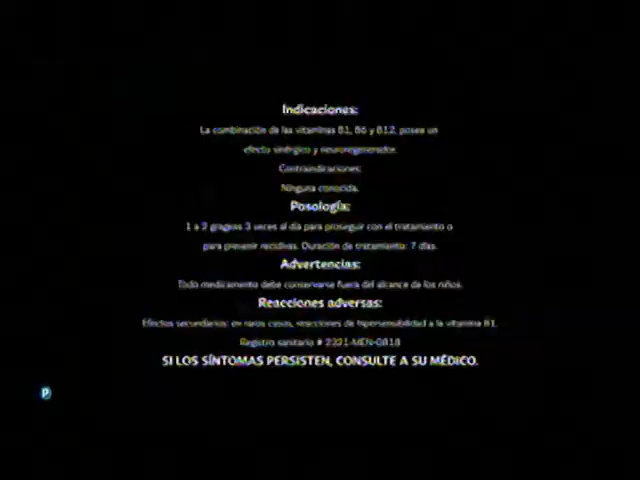 Indicaciones:
La combinación de las vitaminas B1, B6 y B12, posee un
efecto sinérgico y neuroregenerador.
Contraindicaciones:
Ninguna conocida.
Posología:
1 a 2 grageas 3 veces al día para proseguir con el tratamiento o
para prevenir recidivas. Duración de tratamiento: 7 días.
Advertencias:
Todo medicamento debe conservarse fuera del alcance de los niños.
Reacciones adversas:
Efectos secundarios: en raros casos, reacciones de hipersensibilidad a la vitamina B1.
Registro sanitario # 2321-MEN-0818
SI LOS SÍNTOMAS PERSISTEN, CONSULTE A SU MÉDICO.
P